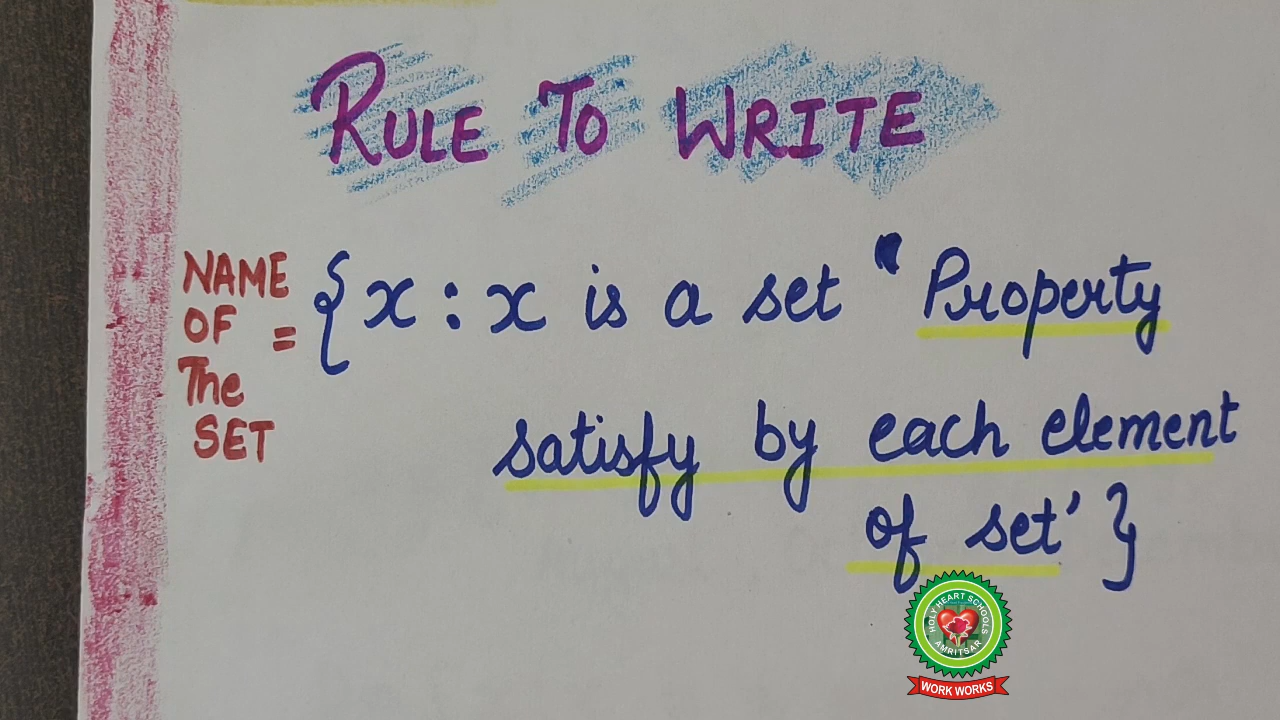 RULE TO WRITE
NAME
OF
The
SET
= {x : x is a set "Property
satisfy by each element
of set' }
HOLY HEART SCHOOLS
AMRITSAR
WORK WORKS